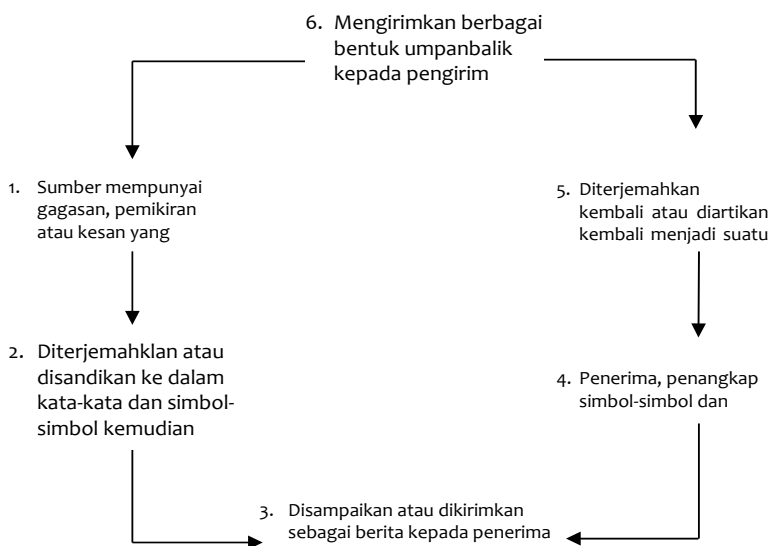 6. Mengirimkan berbagai
bentuk umpanbalik
kepada pengirim
1. Sumber mempunyai
gagasan, pemikiran
atau kesan yang
5. Diterjemahkan
kembali atau diartikan
kembali menjadi suatu
2. Diterjemahklan atau
disandikan ke dalam
kata-kata dan simbol-
simbol kemudian
4. Penerima, penangkap
simbol-simbol dan
3. Disampaikan atau dikirimkan
sebagai berita kepada penerima